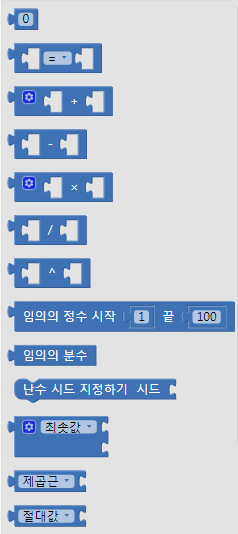 0
=
+
-
×
/
^
임의의 정수 시작 1 끝 100
임의의 분수
난수 시드 지정하기 시드
최솟값
제곱근
절대값